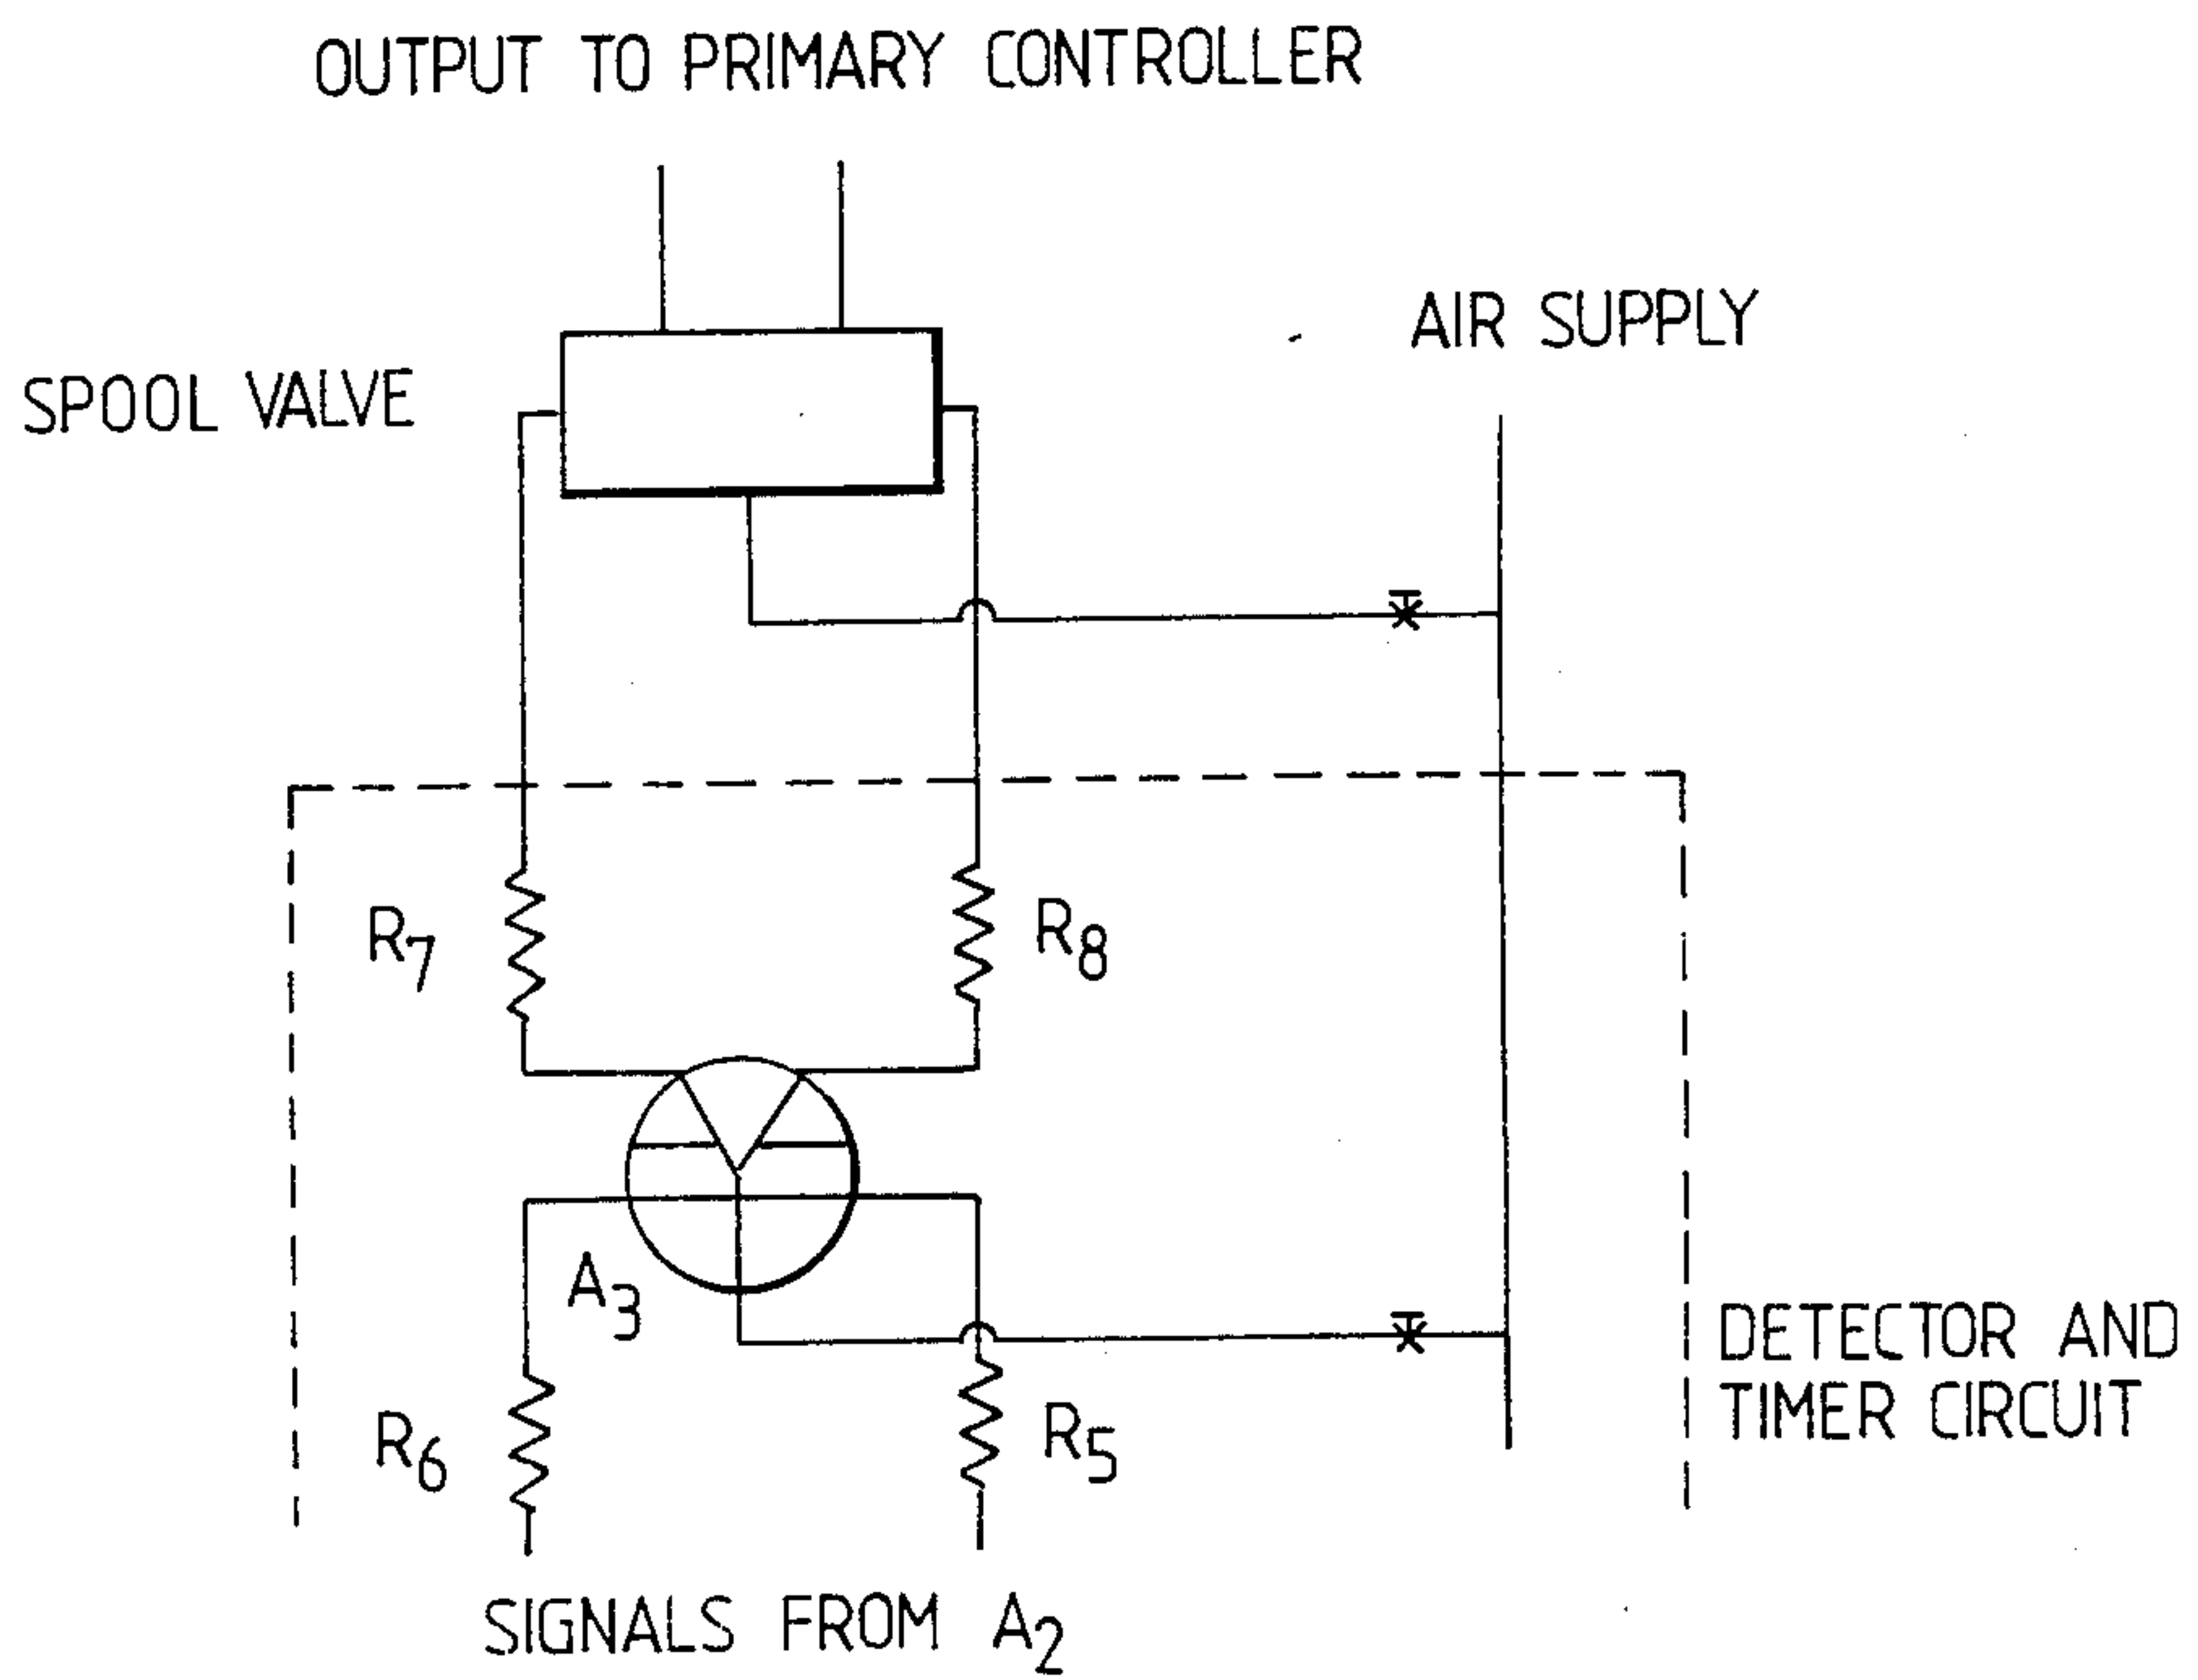 OUTPUT TO PRIMARY CONTROLLER
AIR SUPPLY
SPOOL VALVE
R7
R8
A3
DETECTOR AND
TIMER CIRCUIT
R6
R5
SIGNALS FROM A2